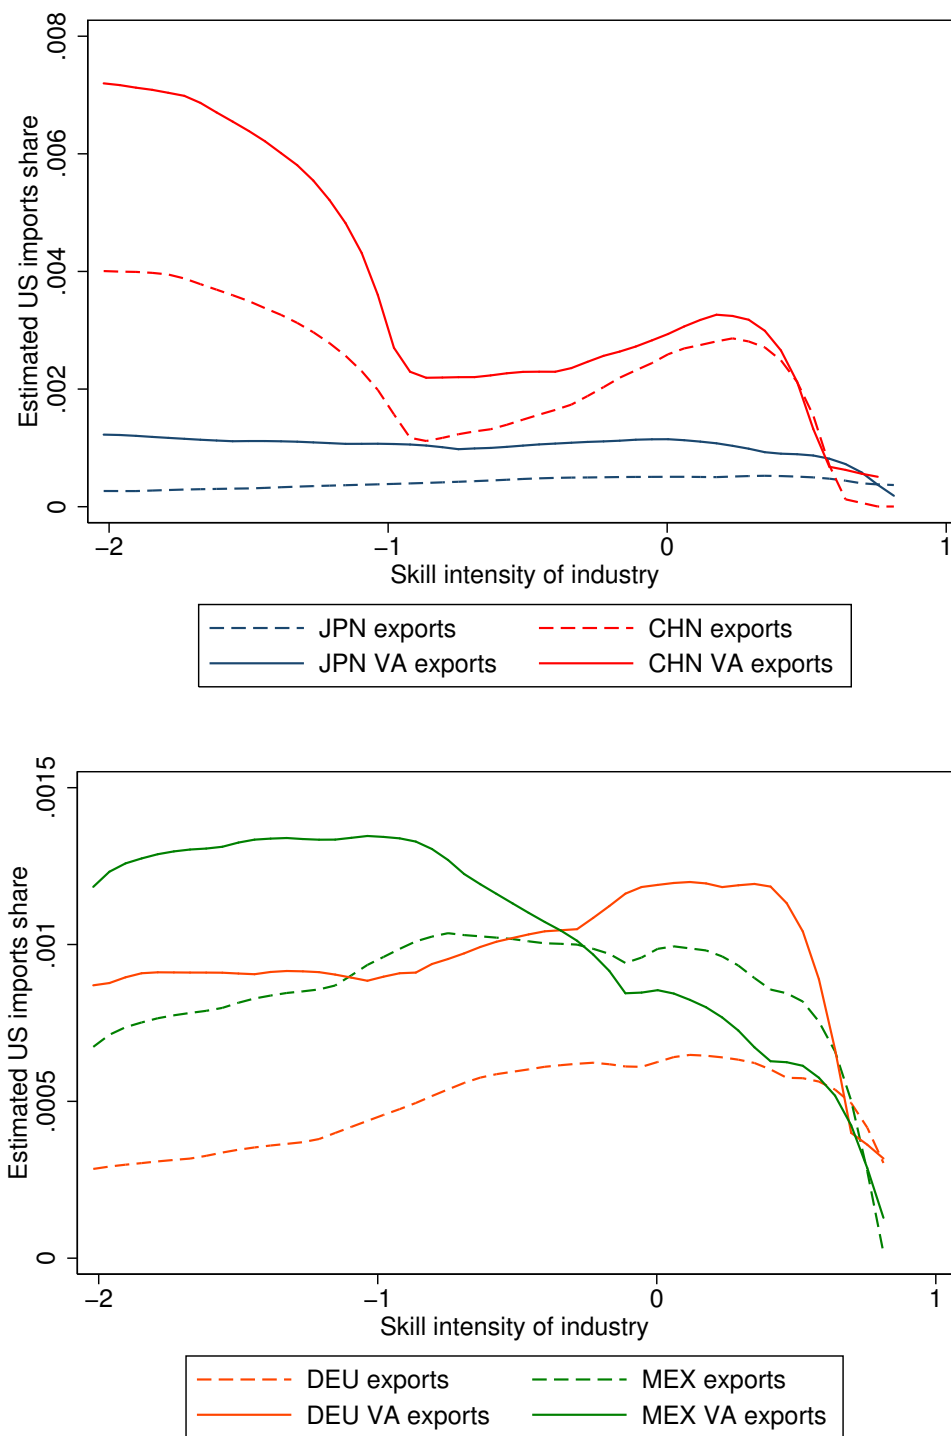 .008
.006
.004
.002
0
Estimated US imports share
−2 −1 0 1
Skill intensity of industry
JPN exports CHN exports
JPN VA exports CHN VA exports
.0015
.001
.0005
0
Estimated US imports share
−2 −1 0 1
Skill intensity of industry
DEU exports MEX exports
DEU VA exports MEX VA exports